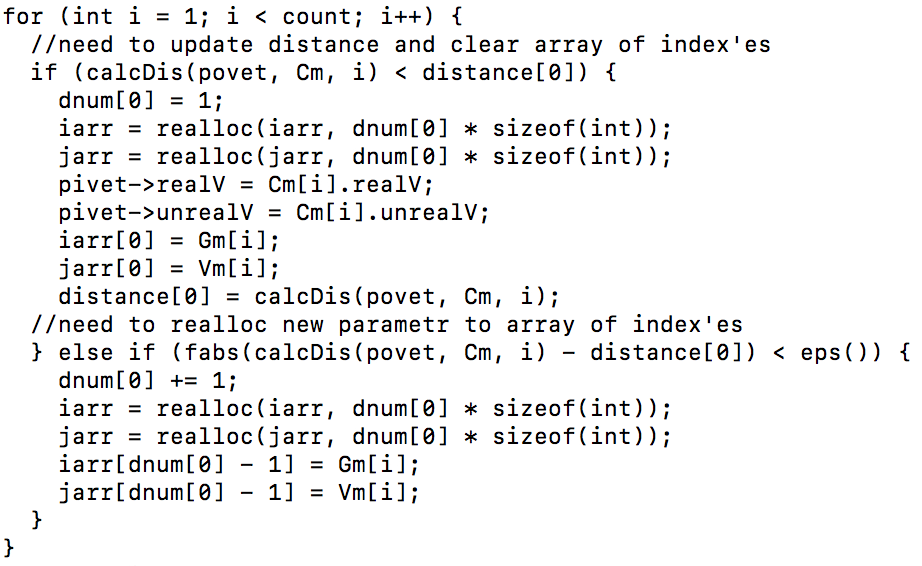 for (int i = 1; i < count; i++) {
  //need to update distance and clear array of index'es
  if (calcDis(povet, Cm, i) < distance[0]) {
    dnum[0] = 1;
    iarr = realloc(iarr, dnum[0] * sizeof(int));
    jarr = realloc(jarr, dnum[0] * sizeof(int));
    pivet->realV = Cm[i].realV;
    pivet->unrealV = Cm[i].unrealV;
    iarr[0] = Gm[i];
    jarr[0] = Vm[i];
    distance[0] = calcDis(povet, Cm, i);
  //need to realloc new parametr to array of index'es
  } else if (fabs(calcDis(povet, Cm, i) - distance[0]) < eps()) {
    dnum[0] += 1;
    iarr = realloc(iarr, dnum[0] * sizeof(int));
    jarr = realloc(jarr, dnum[0] * sizeof(int));
    iarr[dnum[0] - 1] = Gm[i];
    jarr[dnum[0] - 1] = Vm[i];
  }
}